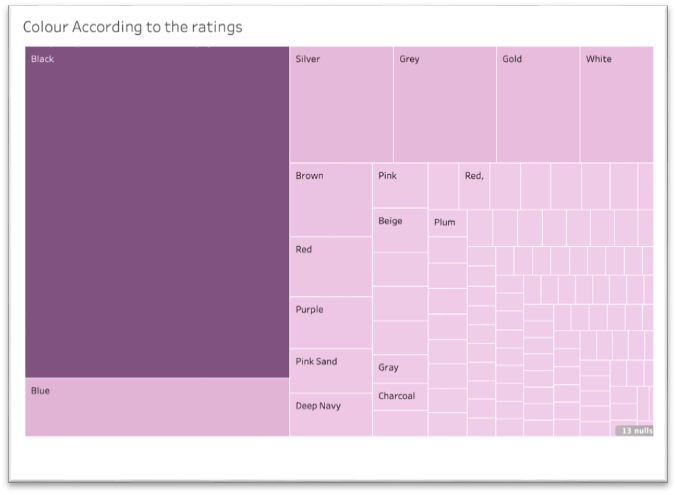 Colour According to the ratings
Black
Silver
Grey
Gold
White
Brown
Pink
Red,
Beige
Plum
Red
Purple
Pink Sand
Gray
Blue
Charcoal
Deep Navy
13 nulls